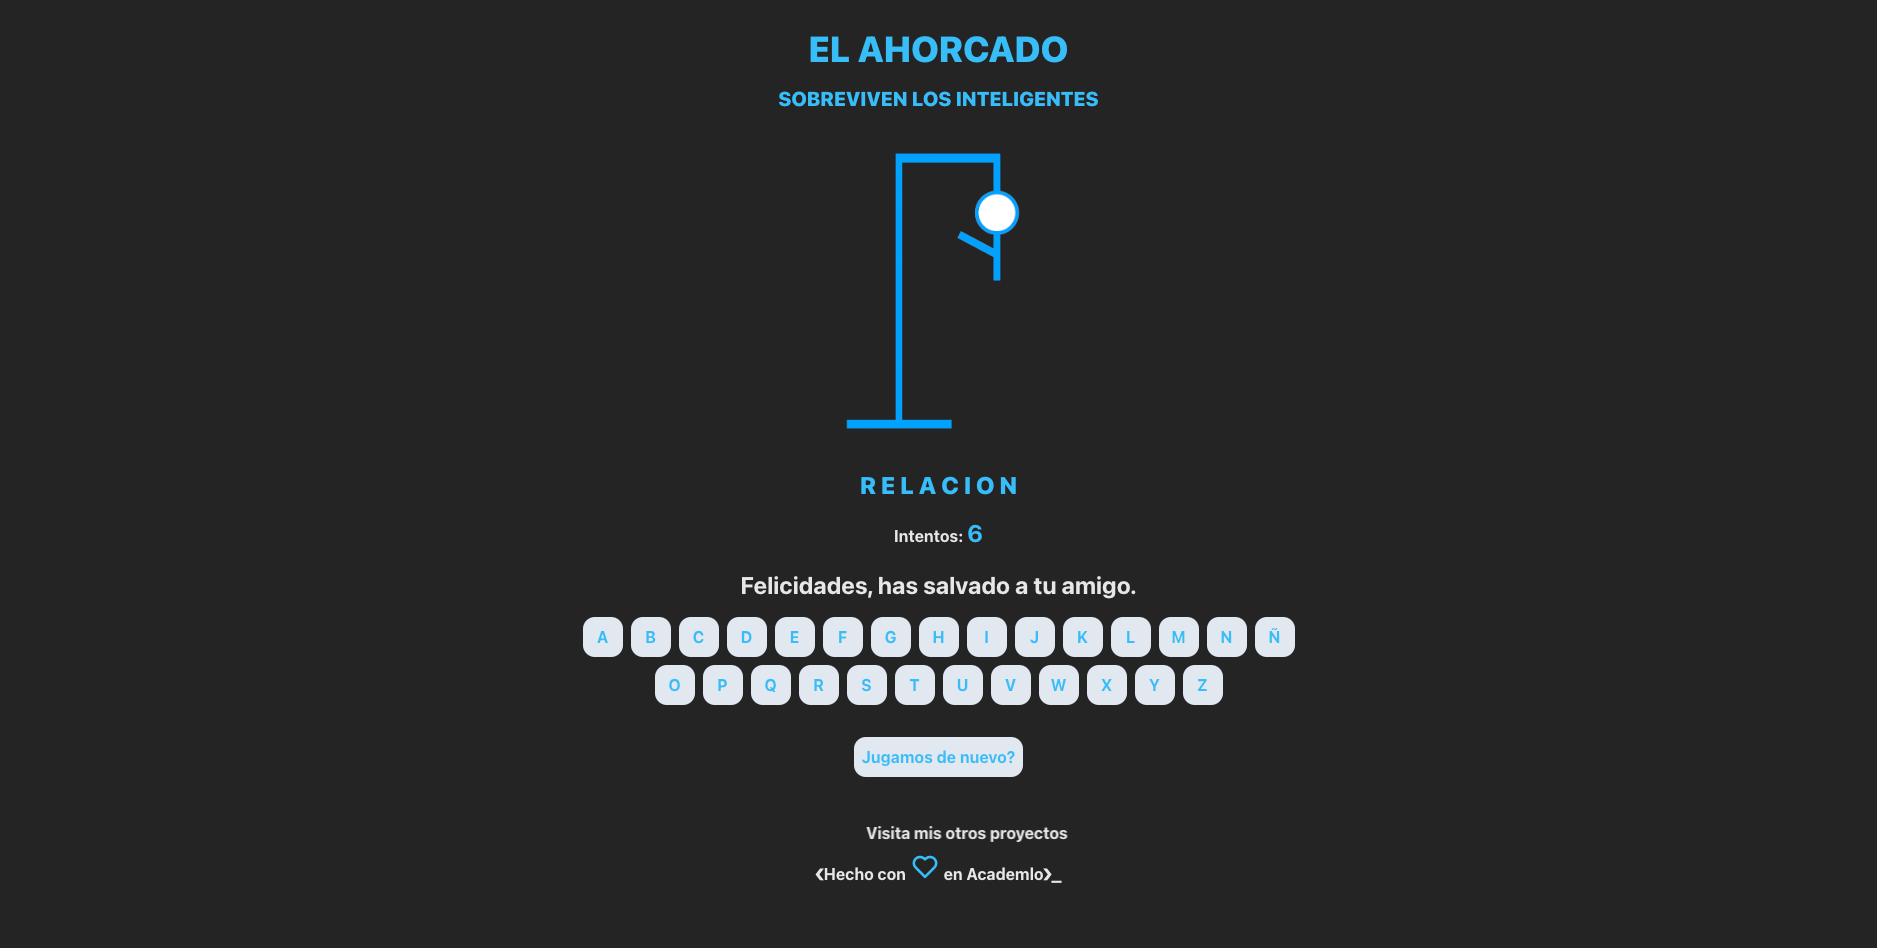 EL AHORCADO
SOBREVIVEN LOS INTELIGENTES
RELACION
Intentos: 6
Felicidades, has salvado a tu amigo.
A B C D E F G H I J K L M N Ñ
O P Q R S T U V W X Y Z
Jugamos de nuevo?
Visita mis otros proyectos
❮Hecho con en Academlo❯_